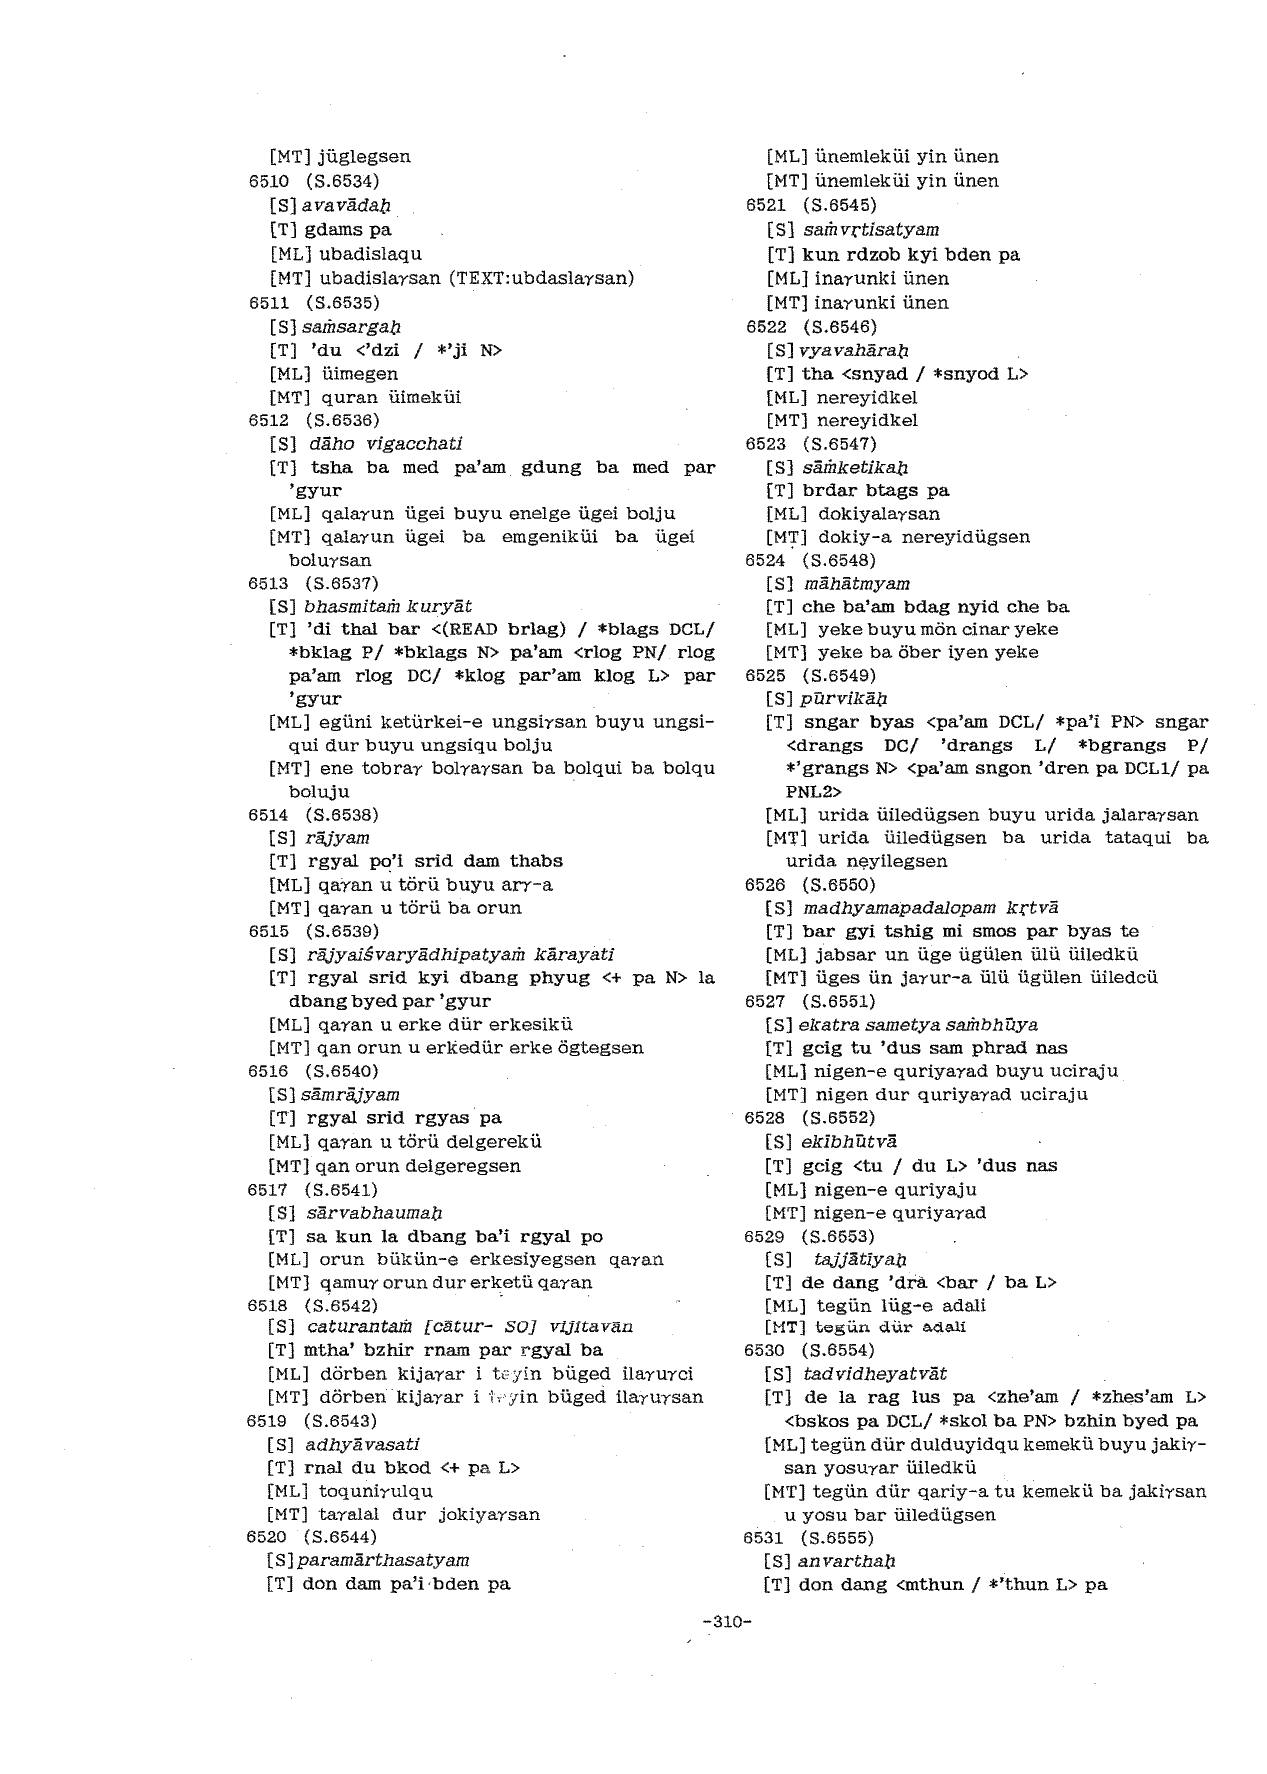 [MT] jüglegsen
6510 (S.6534)
[S] avavādaḥ
[T] gdams pa
[ML] ubadislaqu
[MT] ubadislaγsan (TEXT:ubdaslaγsan)
6511 (S.6535)
[S] saṁsargaḥ
[T] 'du <'dzi / *'ji N>
[ML] üimegen
[MT] quran üimeküi
6512 (S.6536)
[S] dāho vigacchati
[T] tsha ba med pa'am gdung ba med par
'gyur
[ML] qalaγun ügei buyu enelge ügei bolju
[MT] qalaγun ügei ba emgeniküi ba ügei
boluγsan
6513 (S.6537)
[S] bhasmitaṁ kuryāt
[T] 'di thal bar <(READ brlag) / *blags DCL/
*bklag P/ *bklags N> pa'am <rlog PN/ rlog
pa'am rlog DC/ *klog par'am klog L> par
'gyur
[ML] egüni ketürkei-e ungsiγsan buyu ungsi-
qui dur buyu ungsiqu bolju
[MT] ene tobraγ bolγaγsan ba bolqui ba bolqu
boluju
6514 (S.6538)
[S] rājyam
[T] rgyal po'i srid dam thabs
[ML] qaγan u törü buyu arγ-a
[MT] qaγan u törü ba orun
6515 (S.6539)
[S] rājyaiśvaryādhipatyaṁ kārayati
[T] rgyal srid kyi dbang phyug <+ pa N> la
dbang byed par 'gyur
[ML] qaγan u erke dür erkesikü
[MT] qan orun u erkedür erke ögtegsen
6516 (S.6540)
[S] sāmrājyam
[T] rgyal srid rgyas pa
[ML] qaγan u törü delgerekü
[MT] qan orun delgeregsen
6517 (S.6541)
[S] sārvabhaumaḥ
[T] sa kun la dbang ba'i rgyal po
[ML] orun bükün-e erkesiyegsen qaγan
[MT] qamuγ orun dur erketü qaγan
6518 (S.6542)
[S] caturantaṁ [cātur- SO] vijitavān
[T] mtha' bzhir rnam par rgyal ba
[ML] dörben kijaγar i teyin büged ilaγuγci
[MT] dörben kijaγar i teyin büged ilaγuγsan
6519 (S.6543)
[S] adhyāvasati
[T] rnal du bkod <+ pa L>
[ML] toquniγulqu
[MT] taγalal dur jokiyaγsan
6520 (S.6544)
[S] paramārthasatyam
[T] don dam pa'i bden pa
[ML] ünemleküi yin ünen
[MT] ünemleküi yin ünen
6521 (S.6545)
[S] saṁvṛtisatyam
[T] kun rdzob kyi bden pa
[ML] inaγunki ünen
[MT] inaγunki ünen
6522 (S.6546)
[S] vyavahāraḥ
[T] tha <snyad / *snyod L>
[ML] nereyidkel
[MT] nereyidkel
6523 (S.6547)
[S] sāṁketikaḥ
[T] brdar btags pa
[ML] dokiyalaγsan
[MT] dokiy-a nereyidügsen
6524 (S.6548)
[S] māhātmyam
[T] che ba'am bdag nyid che ba
[ML] yeke buyu mön cinar yeke
[MT] yeke ba öber iyen yeke
6525 (S.6549)
[S] pūrvikāḥ
[T] sngar byas <pa'am DCL/ *pa'i PN> sngar
<drangs DC/ 'drangs L/ *bgrangs P/
*'grangs N> <pa'am sngon 'dren pa DCL1/ pa
PNL2>
[ML] urida üiledügsen buyu urida jalaraγsan
[MT] urida üiledügsen ba urida tataqui ba
urida neyilegsen
6526 (S.6550)
[S] madhyamapadalopam kṛtvā
[T] bar gyi tshig mi smos par byas te
[ML] jabsar un üge ügülen ülü üiledkü
[MT] üges ün jaγur-a ülü ügülen üiledcü
6527 (S.6551)
[S] ekatra sametya saṁbhūya
[T] gcig tu 'dus sam phrad nas
[ML] nigen-e quriyaγad buyu uciraju
[MT] nigen dur quriyaγad uciraju
6528 (S.6552)
[S] ekībhūtvā
[T] gcig <tu / du L> 'dus nas
[ML] nigen-e quriyaju
[MT] nigen-e quriyaγad
6529 (S.6553)
[S] tajjātīyaḥ
[T] de dang 'dra <bar / ba L>
[ML] tegün lüg-e adali
[MT] tegün dür adali
6530 (S.6554)
[S] tadvidheyatvāt
[T] de la rag lus pa <zhe'am / *zhes'am L>
<bskos pa DCL/ *skol ba PN> bzhin byed pa
[ML] tegün dür dulduyidqu kemekü buyu jakiγ-
san yosuγar üiledkü
[MT] tegün dür qariy-a tu kemekü ba jakiγsan
u yosu bar üiledügsen
6531 (S.6555)
[S] anvarthaḥ
[T] don dang <mthun / *'thun L> pa
-310-